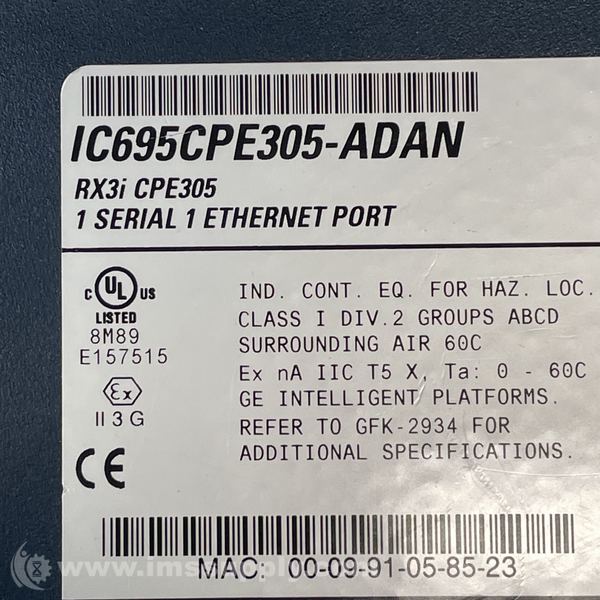 IC695CPE305-ADAN
RX3i CPE305
1 SERIAL 1 ETHERNET PORT
C UL US
LISTED
8M89
E157515
Ex
II 3 G
CE
IND. CONT. EQ. FOR HAZ. LOC.
CLASS I DIV.2 GROUPS ABCD
SURROUNDING AIR 60C
Ex nA IIC T5 X, Ta: 0 - 60C
GE INTELLIGENT PLATFORMS.
REFER TO GFK-2934 FOR
ADDITIONAL SPECIFICATIONS.
MAC: 00-09-91-05-85-23